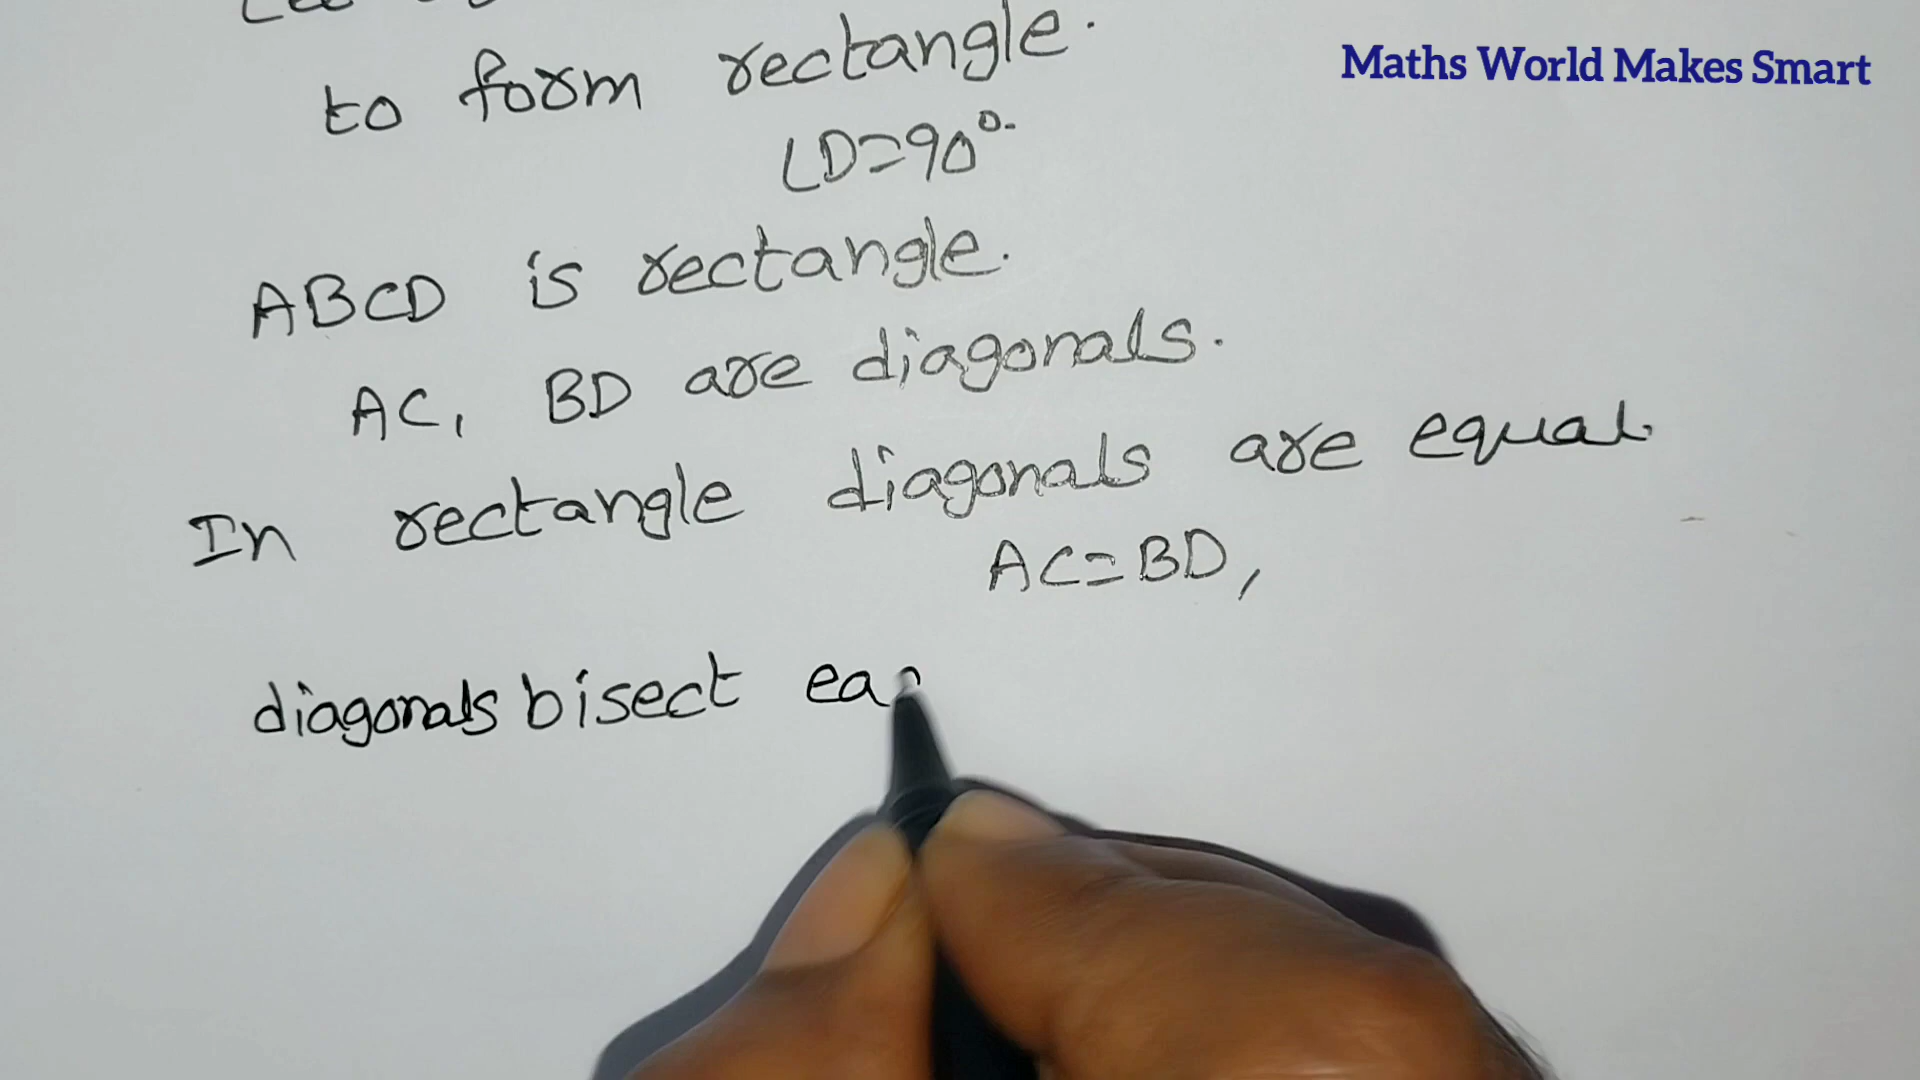 to form rectangle.
Maths World Makes Smart
∠D=90°.
ABCD is rectangle.
AC, BD are diagonals.
In rectangle diagonals are equal.
AC=BD,
diagonals bisect ea